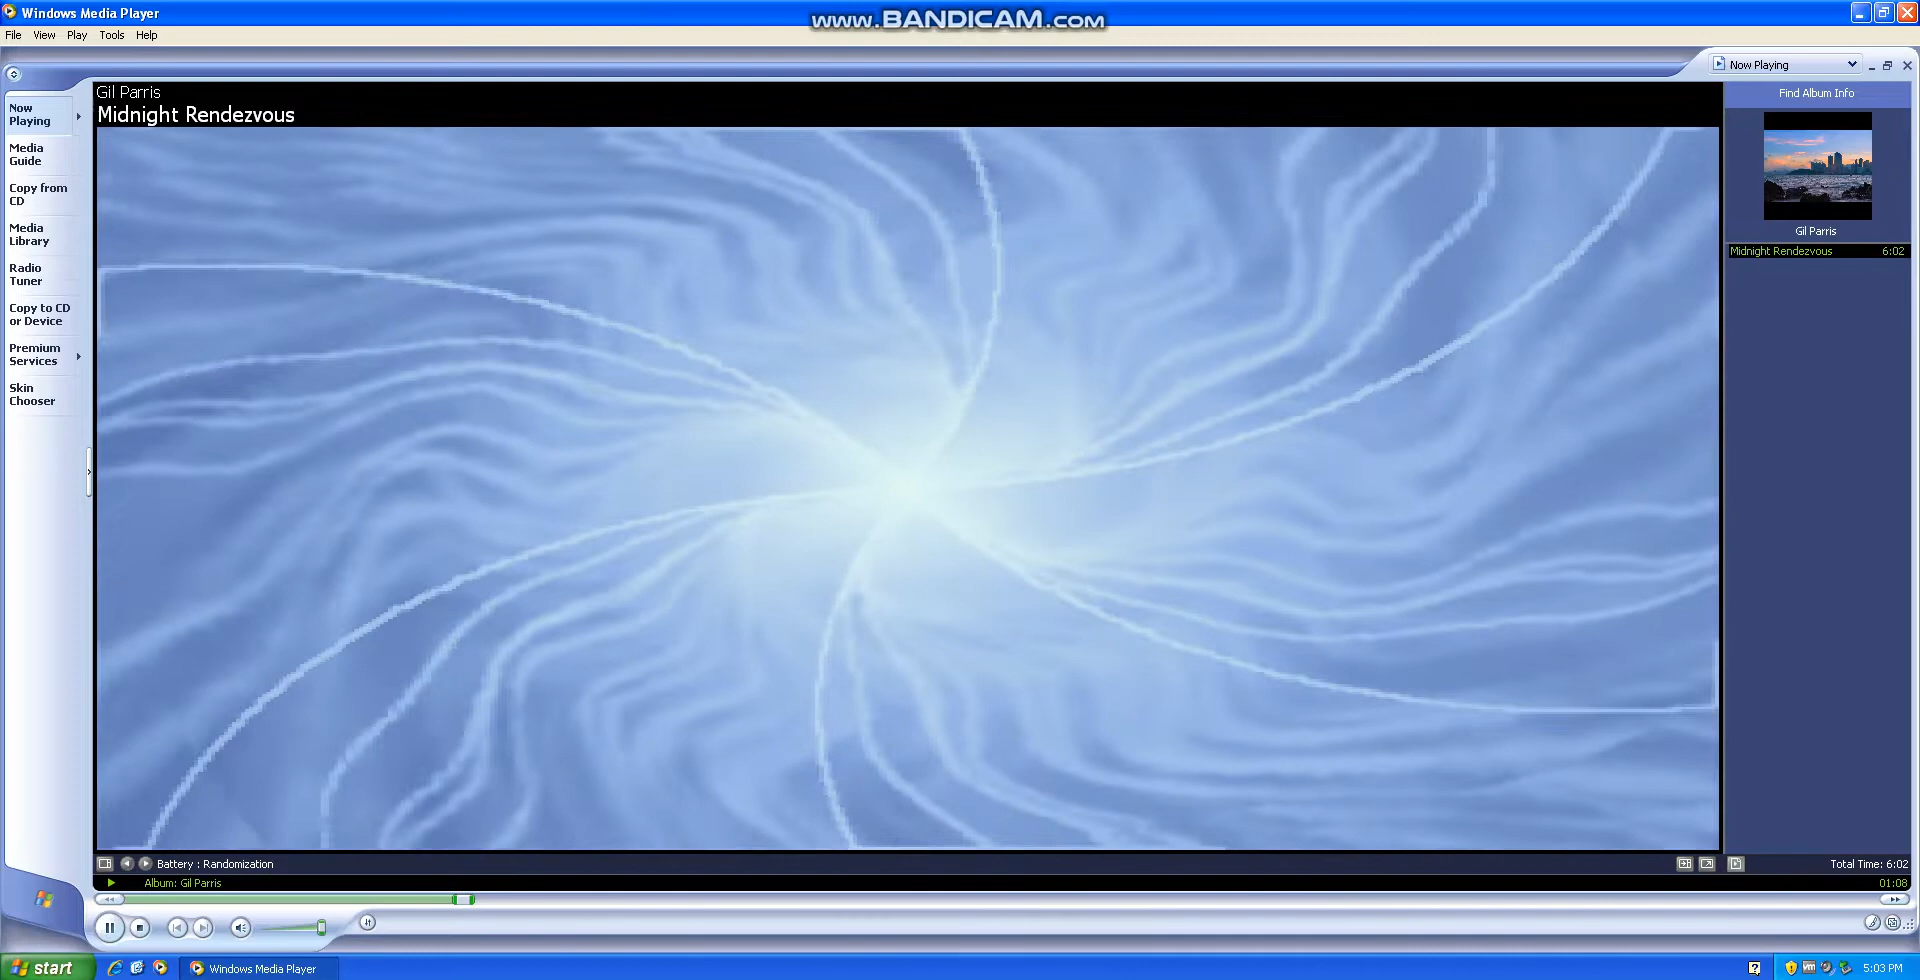 Windows Media Player
www.BANDICAM.com
File View Play Tools Help
Now Playing
Now
Playing
Media
Guide
Copy from
CD
Media
Library
Radio
Tuner
Copy to CD
or Device
Premium
Services
Skin
Chooser
Gil Parris
Midnight Rendezvous
Find Album Info
Gil Parris
Midnight Rendezvous 6:02
Battery : Randomization
Total Time: 6:02
Album: Gil Parris
01:08
start
Windows Media Player
5:03 PM